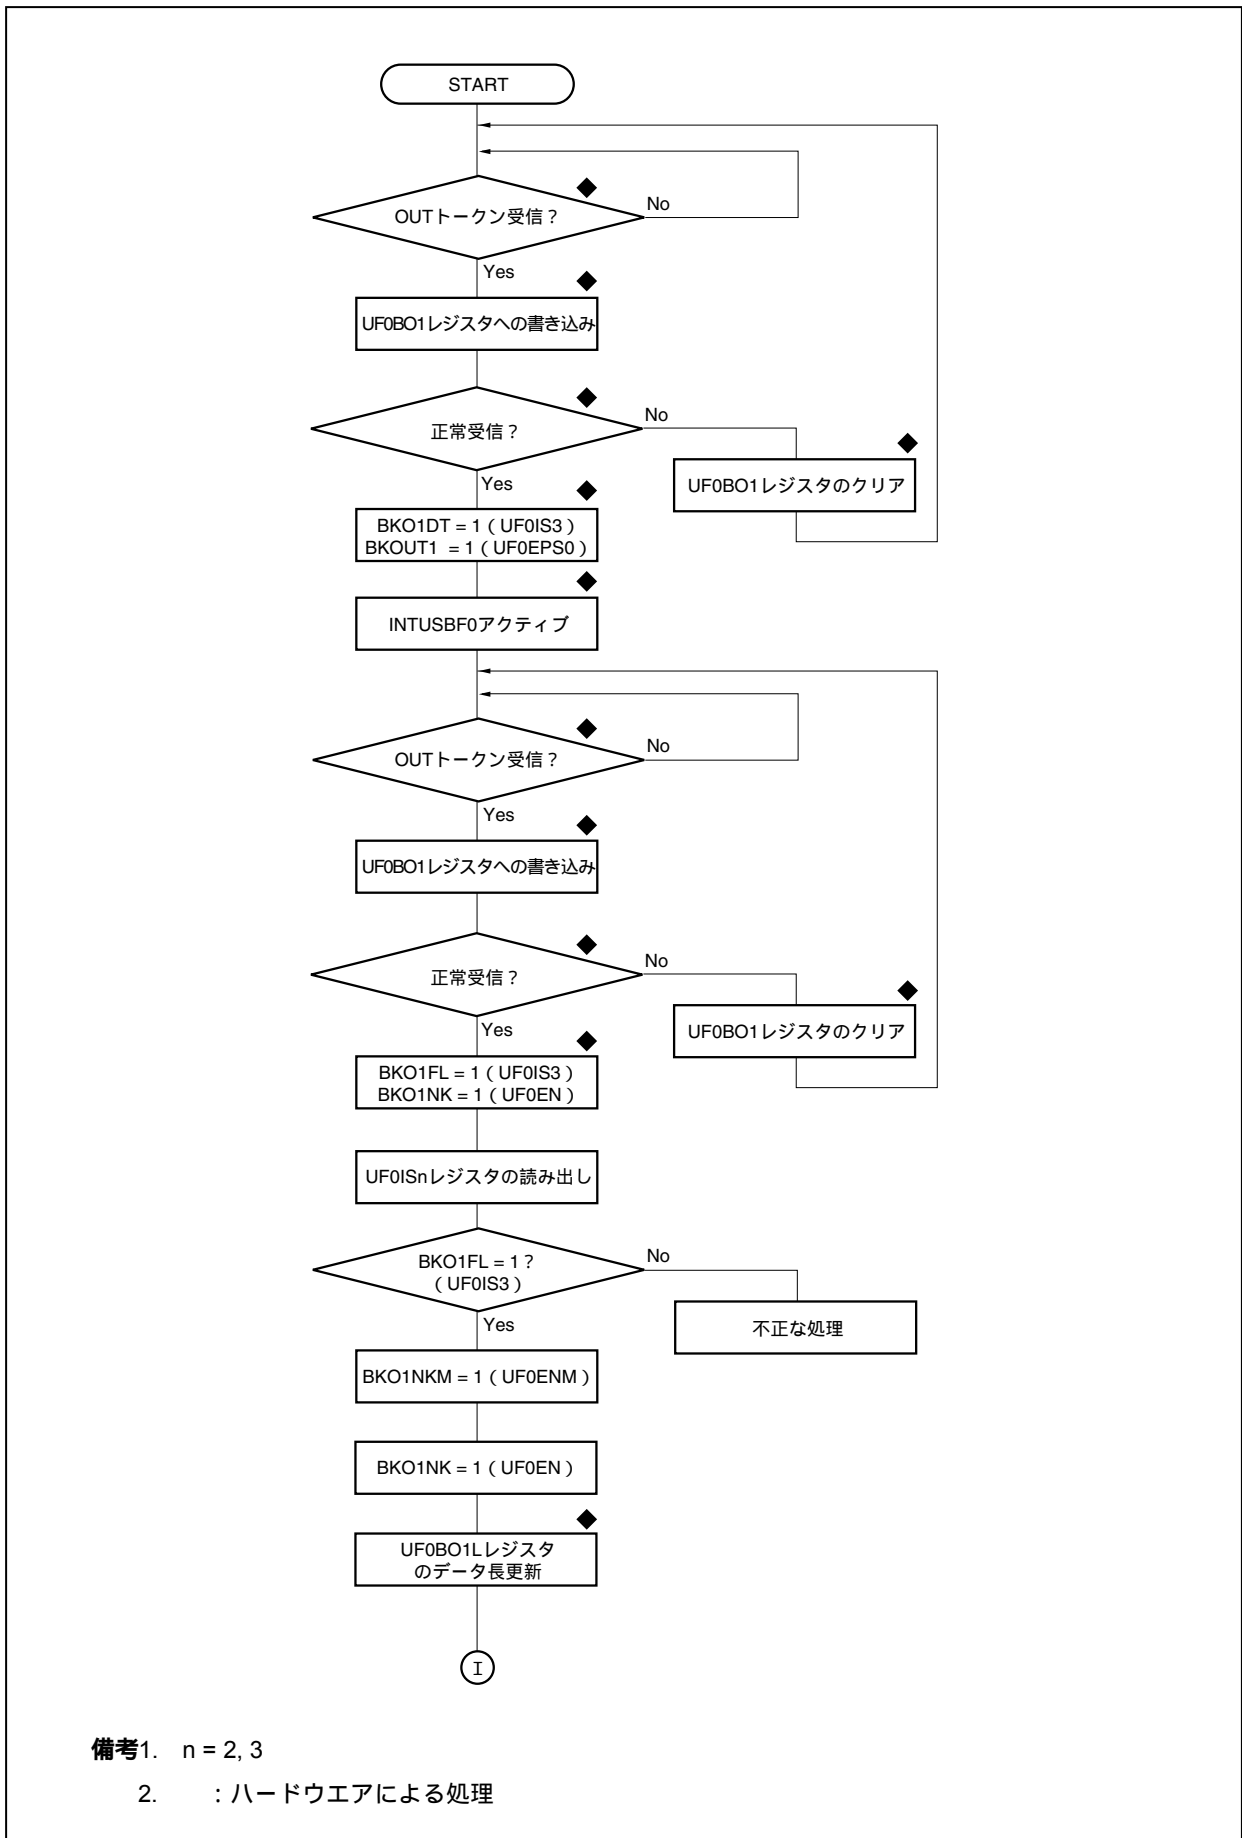 START
OUTトークン受信？
No
Yes
UF0BO1レジスタへの書き込み
正常受信？
No
Yes
UF0BO1レジスタのクリア
BKO1DT = 1（UF0IS3）
BKOUT1 = 1（UF0EPS0）
INTUSBF0アクティブ
OUTトークン受信？
No
Yes
UF0BO1レジスタへの書き込み
正常受信？
No
Yes
UF0BO1レジスタのクリア
BKO1FL = 1（UF0IS3）
BKO1NK = 1（UF0EN）
UF0ISnレジスタの読み出し
BKO1FL = 1？
（UF0IS3）
No
Yes
不正な処理
BKO1NKM = 1（UF0ENM）
BKO1NK = 1（UF0EN）
UF0BO1Lレジスタ
のデータ長更新
I
備考1. n = 2, 3
2. ：ハードウエアによる処理